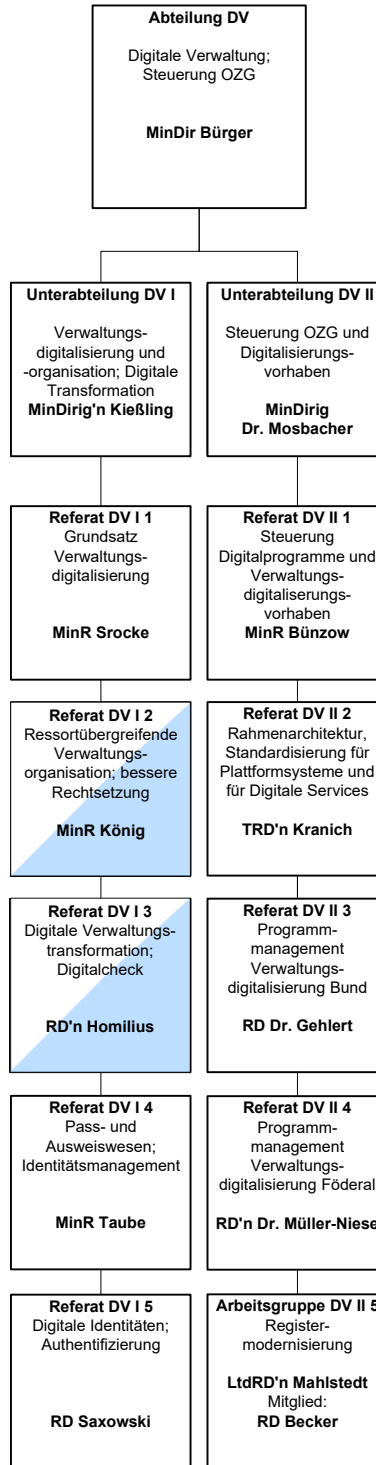 Abteilung DV
Digitale Verwaltung;
Steuerung OZG
MinDir Bürger
Unterabteilung DV I
Verwaltungs-
digitalisierung und
-organisation; Digitale
Transformation
MinDirig'n Kießling
Referat DV I 1
Grundsatz
Verwaltungs-
digitalisierung
MinR Srocke
Referat DV I 2
Ressortübergreifende
Verwaltungs-
organisation; bessere
Rechtsetzung
MinR König
Referat DV I 3
Digitale Verwaltungs-
transformation;
Digitalcheck
RD'n Homilius
Referat DV I 4
Pass- und
Ausweiswesen;
Identitätsmanagement
MinR Taube
Referat DV I 5
Digitale Identitäten;
Authentifizierung
RD Saxowski
Unterabteilung DV II
Steuerung OZG und
Digitalisierungs-
vorhaben
MinDirig
Dr. Mosbacher
Referat DV II 1
Steuerung
Digitalprogramme und
Verwaltungs-
digitaliserungs-
vorhaben
MinR Bünzow
Referat DV II 2
Rahmenarchitektur,
Standardisierung für
Plattformsysteme und
für Digitale Services
TRD'n Kranich
Referat DV II 3
Programm-
management
Verwaltungs-
digitalisierung Bund
RD Dr. Gehlert
Referat DV II 4
Programm-
management
Verwaltungs-
digitalisierung Föderal
RD'n Dr. Müller-Niese
Arbeitsgruppe DV II 5
Register-
modernisierung
LtdRD'n Mahlstedt
Mitglied:
RD Becker